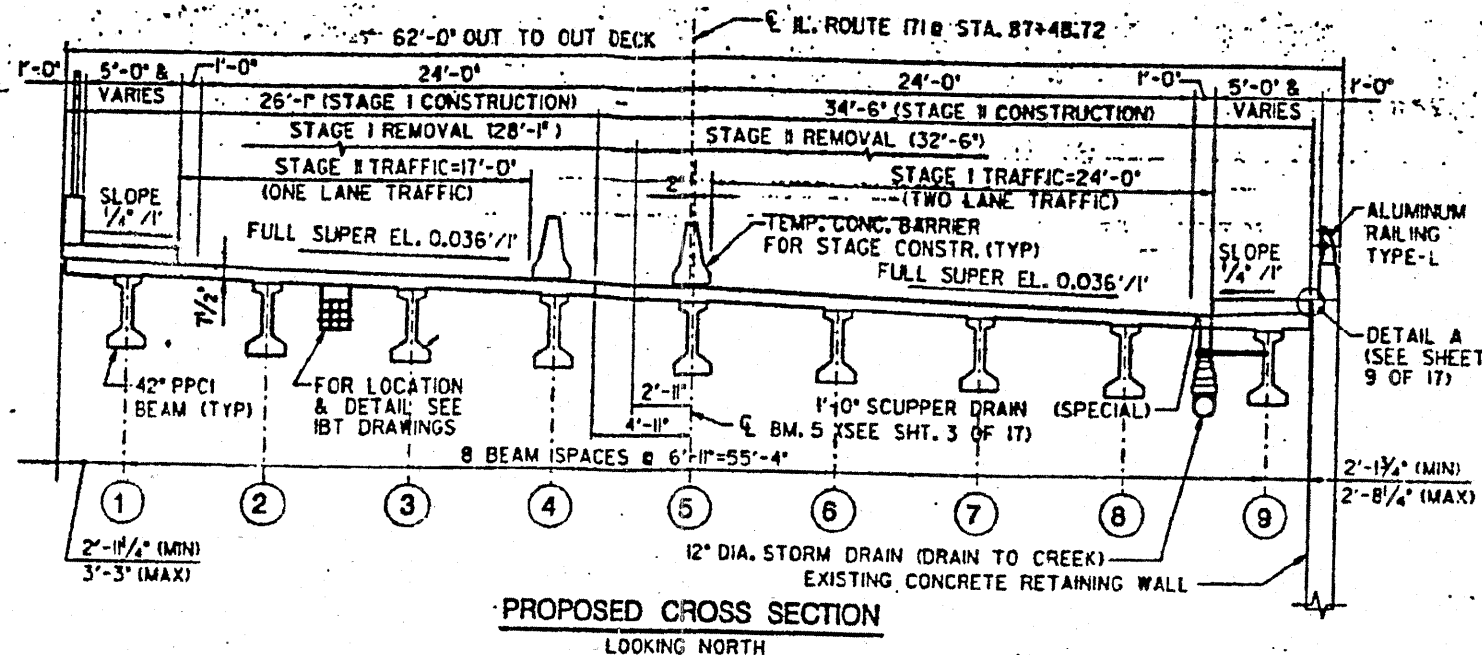 62'-0" OUT TO OUT DECK
℄ IL. ROUTE 171 @ STA. 87+48.72
1'-0"
5'-0" &
VARIES
1'-0"
24'-0"
24'-0"
1'-0"
5'-0" &
VARIES
1'-0"
26'-1" (STAGE I CONSTRUCTION)
34'-6" (STAGE II CONSTRUCTION)
STAGE I REMOVAL (28'-1")
STAGE II REMOVAL (32'-6")
STAGE II TRAFFIC=17'-0"
(ONE LANE TRAFFIC)
2"
STAGE I TRAFFIC=24'-0"
(TWO LANE TRAFFIC)
SLOPE
1/4" /1'
FULL SUPER EL. 0.036'/1'
TEMP. CONC. BARRIER
FOR STAGE CONSTR. (TYP)
FULL SUPER EL. 0.036'/1'
SLOPE
1/4" /1'
ALUMINUM
RAILING
TYPE-L
7 1/2"
DETAIL A
(SEE SHEET
9 OF 17)
42" PPCI
BEAM (TYP)
FOR LOCATION
& DETAIL SEE
IBT DRAWINGS
2'-11"
4'-11"
1'-0" SCUPPER DRAIN (SPECIAL)
℄ BM. 5 (SEE SHT. 3 OF 17)
8 BEAM SPACES @ 6'-11"=55'-4"
2'-1 3/4" (MIN)
2'-8 1/4" (MAX)
1 2 3 4 5 6 7 8 9
2'-11 1/4" (MIN)
3'-3" (MAX)
12" DIA. STORM DRAIN (DRAIN TO CREEK)
EXISTING CONCRETE RETAINING WALL
PROPOSED CROSS SECTION
LOOKING NORTH